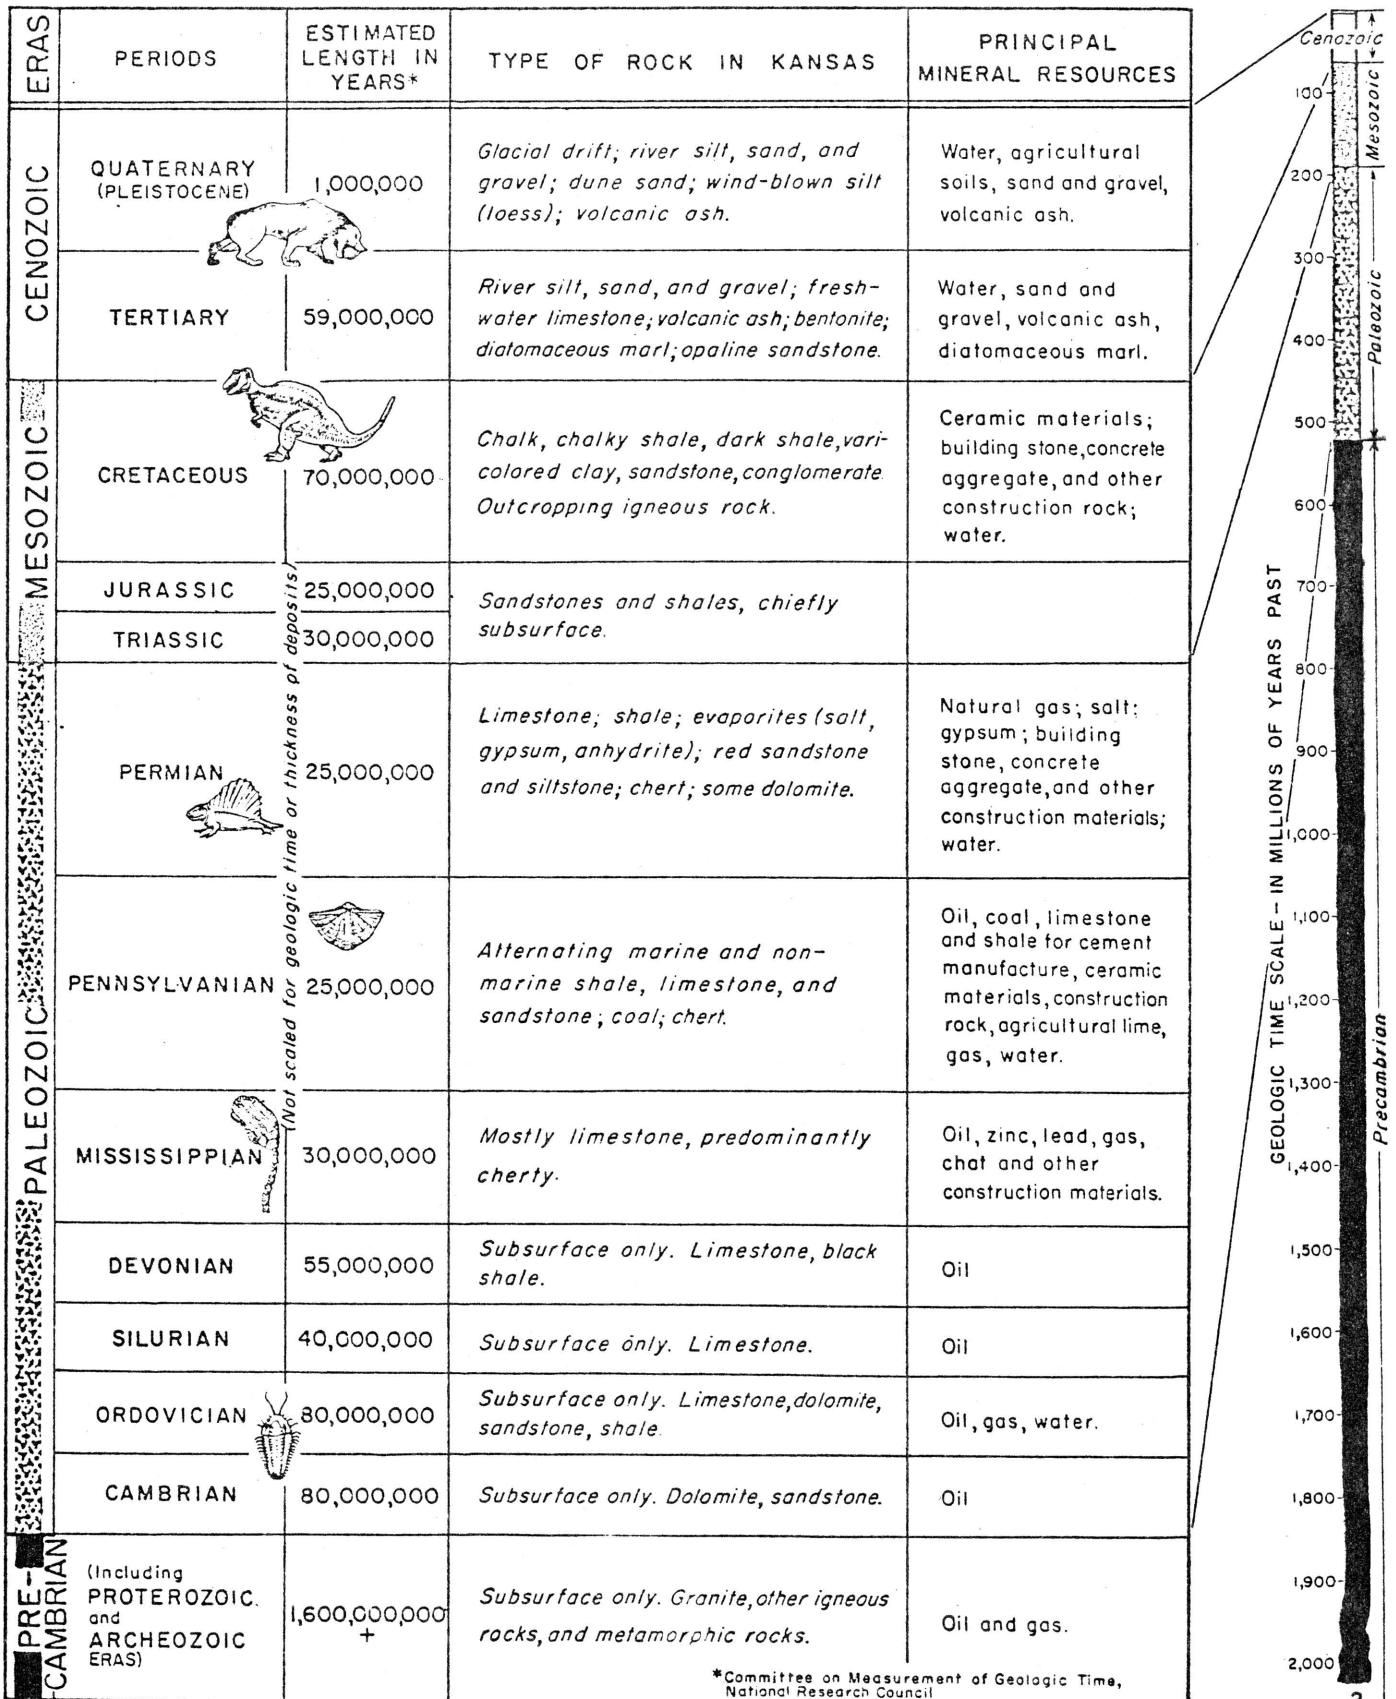 ERAS
PERIODS
ESTIMATED
LENGTH IN
YEARS*
TYPE OF ROCK IN KANSAS
PRINCIPAL
MINERAL RESOURCES
CENOZOIC
QUATERNARY
(PLEISTOCENE)
1,000,000
Glacial drift; river silt, sand, and
gravel; dune sand; wind-blown silt
(loess); volcanic ash.
Water, agricultural
soils, sand and gravel,
volcanic ash.
TERTIARY
59,000,000
River silt, sand, and gravel; fresh-
water limestone; volcanic ash; bentonite;
diatomaceous marl; opaline sandstone.
Water, sand and
gravel, volcanic ash,
diatomaceous marl.
MESOZOIC
CRETACEOUS
70,000,000
Chalk, chalky shale, dark shale, vari-
colored clay, sandstone, conglomerate
Outcropping igneous rock.
Ceramic materials;
building stone, concrete
aggregate, and other
construction rock;
water.
JURASSIC
25,000,000
TRIASSIC
30,000,000
Sandstones and shales, chiefly
subsurface.
(Not scaled for geologic time or thickness of deposits)
PALEOZOIC
PERMIAN
25,000,000
Limestone; shale; evaporites (salt,
gypsum, anhydrite); red sandstone
and siltstone; chert; some dolomite.
Natural gas; salt;
gypsum; building
stone, concrete
aggregate, and other
construction materials;
water.
PENNSYLVANIAN
25,000,000
Alternating marine and non-
marine shale, limestone, and
sandstone; coal; chert.
Oil, coal, limestone
and shale for cement
manufacture, ceramic
materials, construction
rock, agricultural lime,
gas, water.
MISSISSIPPIAN
30,000,000
Mostly limestone, predominantly
cherty.
Oil, zinc, lead, gas,
chat and other
construction materials.
DEVONIAN
55,000,000
Subsurface only. Limestone, black
shale.
Oil
SILURIAN
40,000,000
Subsurface only. Limestone.
Oil
ORDOVICIAN
80,000,000
Subsurface only. Limestone, dolomite,
sandstone, shale.
Oil, gas, water.
CAMBRIAN
80,000,000
Subsurface only. Dolomite, sandstone.
Oil
PRE-
CAMBRIAN
(Including
PROTEROZOIC
and
ARCHEOZOIC
ERAS)
1,600,000,000
+
Subsurface only. Granite, other igneous
rocks, and metamorphic rocks.
Oil and gas.
*Committee on Measurement of Geologic Time,
National Research Council
GEOLOGIC TIME SCALE - IN MILLIONS OF YEARS PAST
100
200
300
400
500
600
700
800
900
1,000
1,100
1,200
1,300
1,400
1,500
1,600
1,700
1,800
1,900
2,000
Cenozoic
Mesozoic
Paleozoic
Precambrian